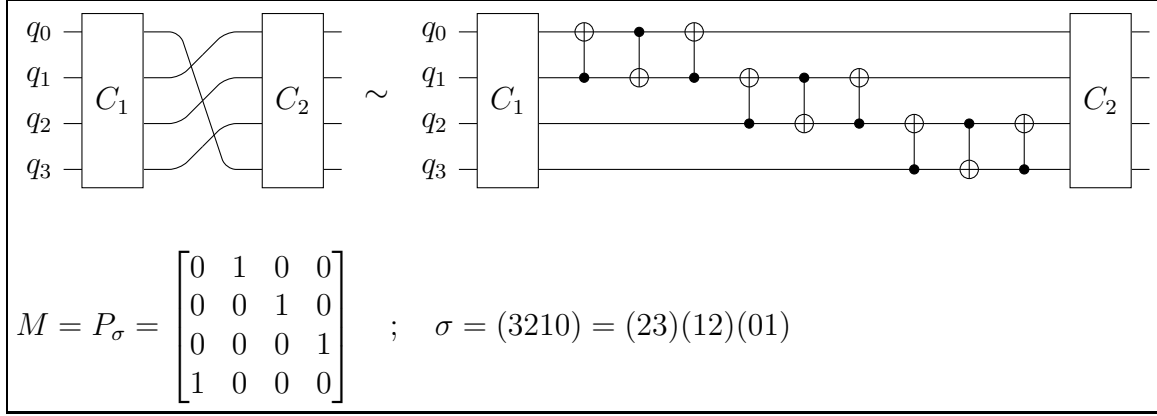 q₀ q₀
q₁ q₁
C₁ C₂ ∼ C₁ C₂
q₂ q₂
q₃ q₃
M = P_σ = [0 1 0 0
0 0 1 0
0 0 0 1
1 0 0 0] ; σ = (3210) = (23)(12)(01)